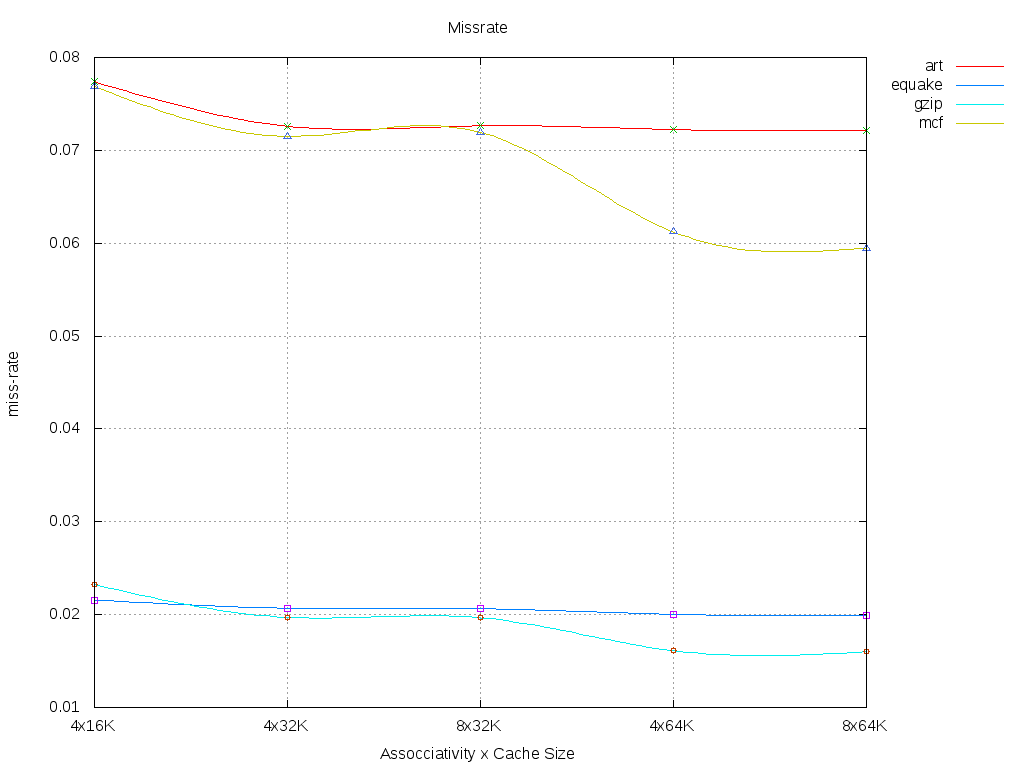 Missrate
0.08
0.07
0.06
0.05
0.04
0.03
0.02
0.01
miss-rate
4x16K 4x32K 8x32K 4x64K 8x64K
Assocciativity x Cache Size
art
equake
gzip
mcf